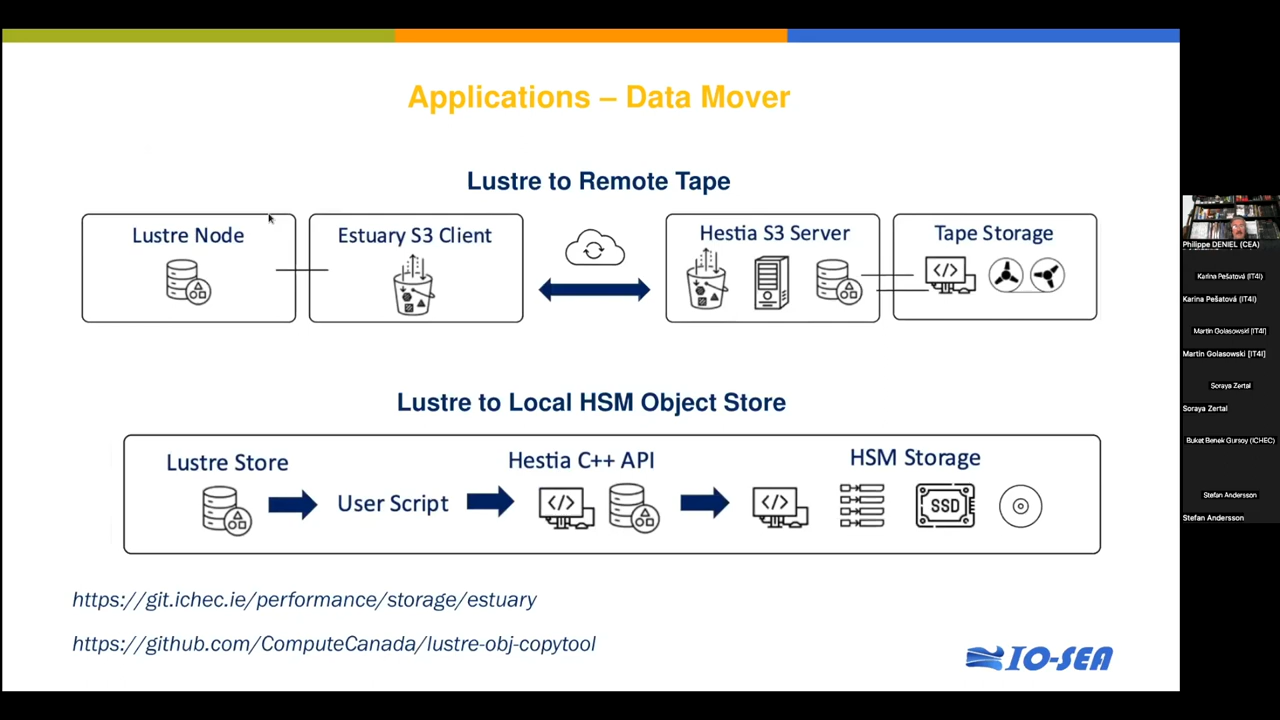 Applications – Data Mover
Lustre to Remote Tape
Lustre Node
Estuary S3 Client
Hestia S3 Server
Tape Storage
</>
Lustre to Local HSM Object Store
Lustre Store
User Script
Hestia C++ API
HSM Storage
</>
</>
SSD
https://git.ichec.ie/performance/storage/estuary
https://github.com/ComputeCanada/lustre-obj-copytool
IO-SEA
Philippe DENIEL (CEA)
Karina Pešatová (IT4I)
Karina Pešatová (IT4I)
Martin Golasowski [IT4I]
Martin Golasowski [IT4I]
Soraya Zertal
Soraya Zertal
Buket Benek Gursoy (ICHEC)
Stefan Andersson
Stefan Andersson